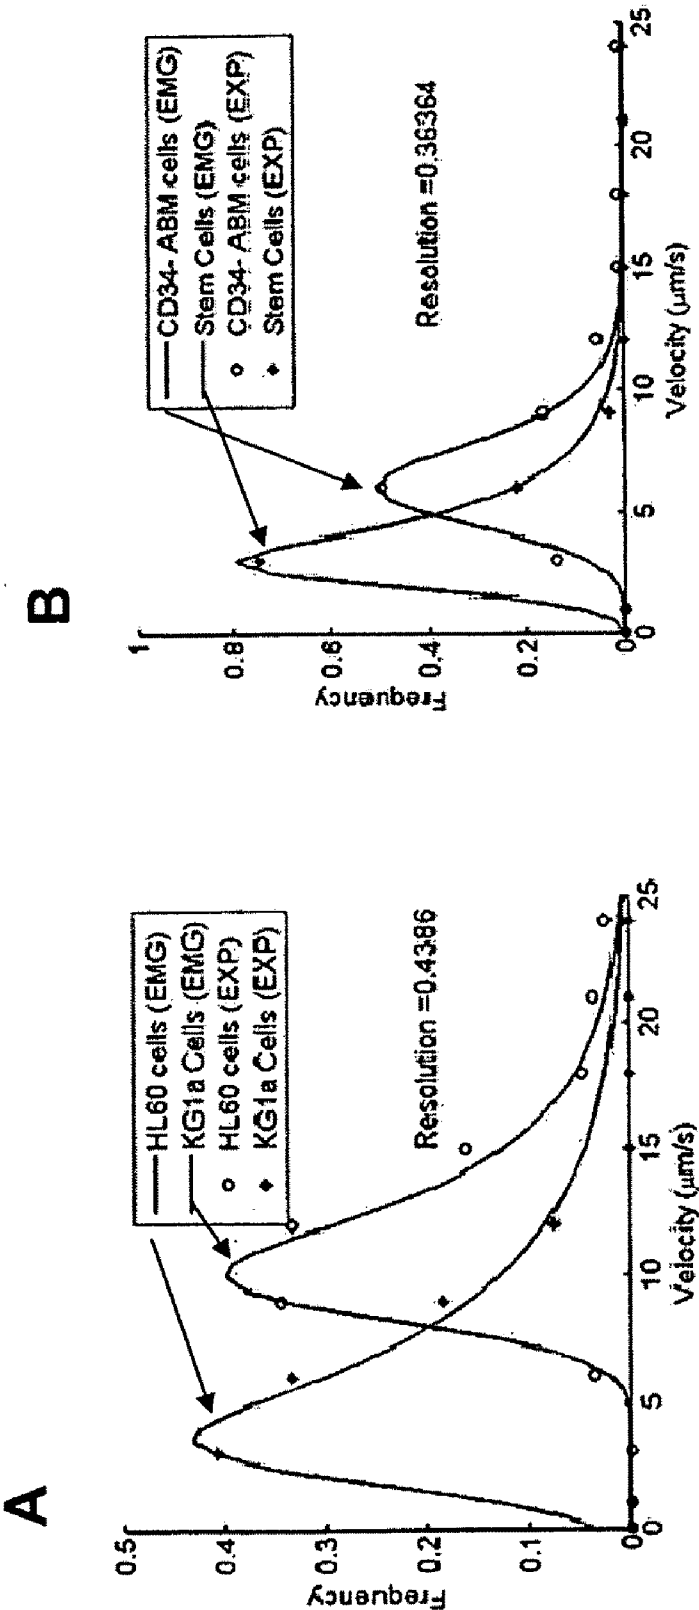 A
HL60 cells (EMG)
KG1a Cells (EMG)
HL60 cells (EXP)
KG1a Cells (EXP)
Resolution =0.4386
Frequency
0.5
0.4
0.3
0.2
0.1
0
0 5 10 15 20 25
Velocity (μm/s)
B
CD34- ABM cells (EMG)
Stem Cells (EMG)
CD34- ABM cells (EXP)
Stem Cells (EXP)
Resolution =0.36364
Frequency
1
0.8
0.6
0.4
0.2
0
0 5 10 15 20 25
Velocity (μm/s)